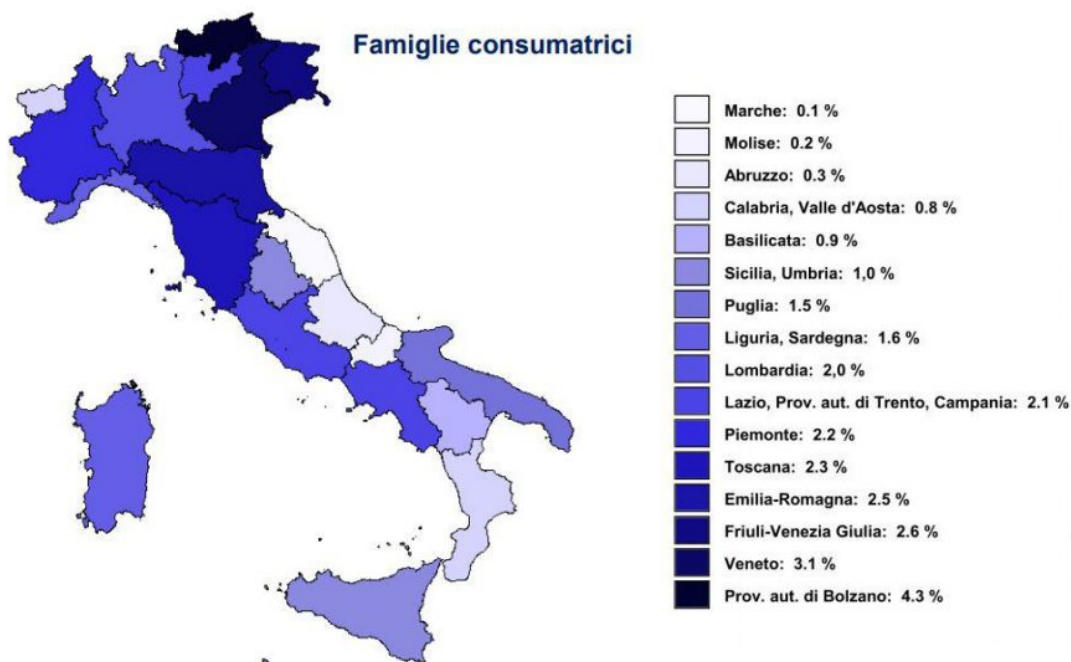 Famiglie consumatrici
Marche: 0.1 %
Molise: 0.2 %
Abruzzo: 0.3 %
Calabria, Valle d'Aosta: 0.8 %
Basilicata: 0.9 %
Sicilia, Umbria: 1,0 %
Puglia: 1.5 %
Liguria, Sardegna: 1.6 %
Lombardia: 2,0 %
Lazio, Prov. aut. di Trento, Campania: 2.1 %
Piemonte: 2.2 %
Toscana: 2.3 %
Emilia-Romagna: 2.5 %
Friuli-Venezia Giulia: 2.6 %
Veneto: 3.1 %
Prov. aut. di Bolzano: 4.3 %